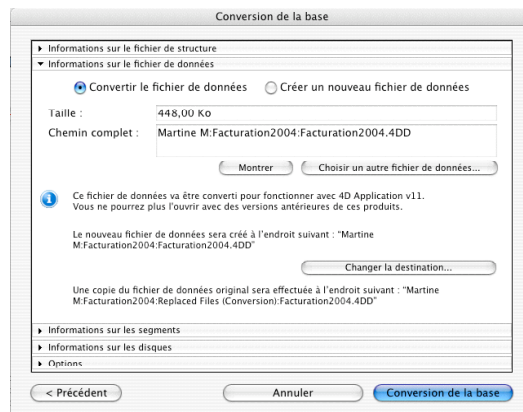 Conversion de la base
Informations sur le fichier de structure
Informations sur le fichier de données
Convertir le fichier de données Créer un nouveau fichier de données
Taille : 448,00 Ko
Chemin complet : Martine M:Facturation2004:Facturation2004.4DD
Montrer Choisir un autre fichier de données...
Ce fichier de données va être converti pour fonctionner avec 4D Application v11.
Vous ne pourrez plus l'ouvrir avec des versions antérieures de ces produits.
Le nouveau fichier de données sera créé à l'endroit suivant : "Martine
M:Facturation2004:Facturation2004.4DD"
Changer la destination...
Une copie du fichier de données original sera effectuée à l'endroit suivant : "Martine
M:Facturation2004:Replaced Files (Conversion):Facturation2004.4DD"
Informations sur les segments
Informations sur les disques
Options
< Précédent Annuler Conversion de la base